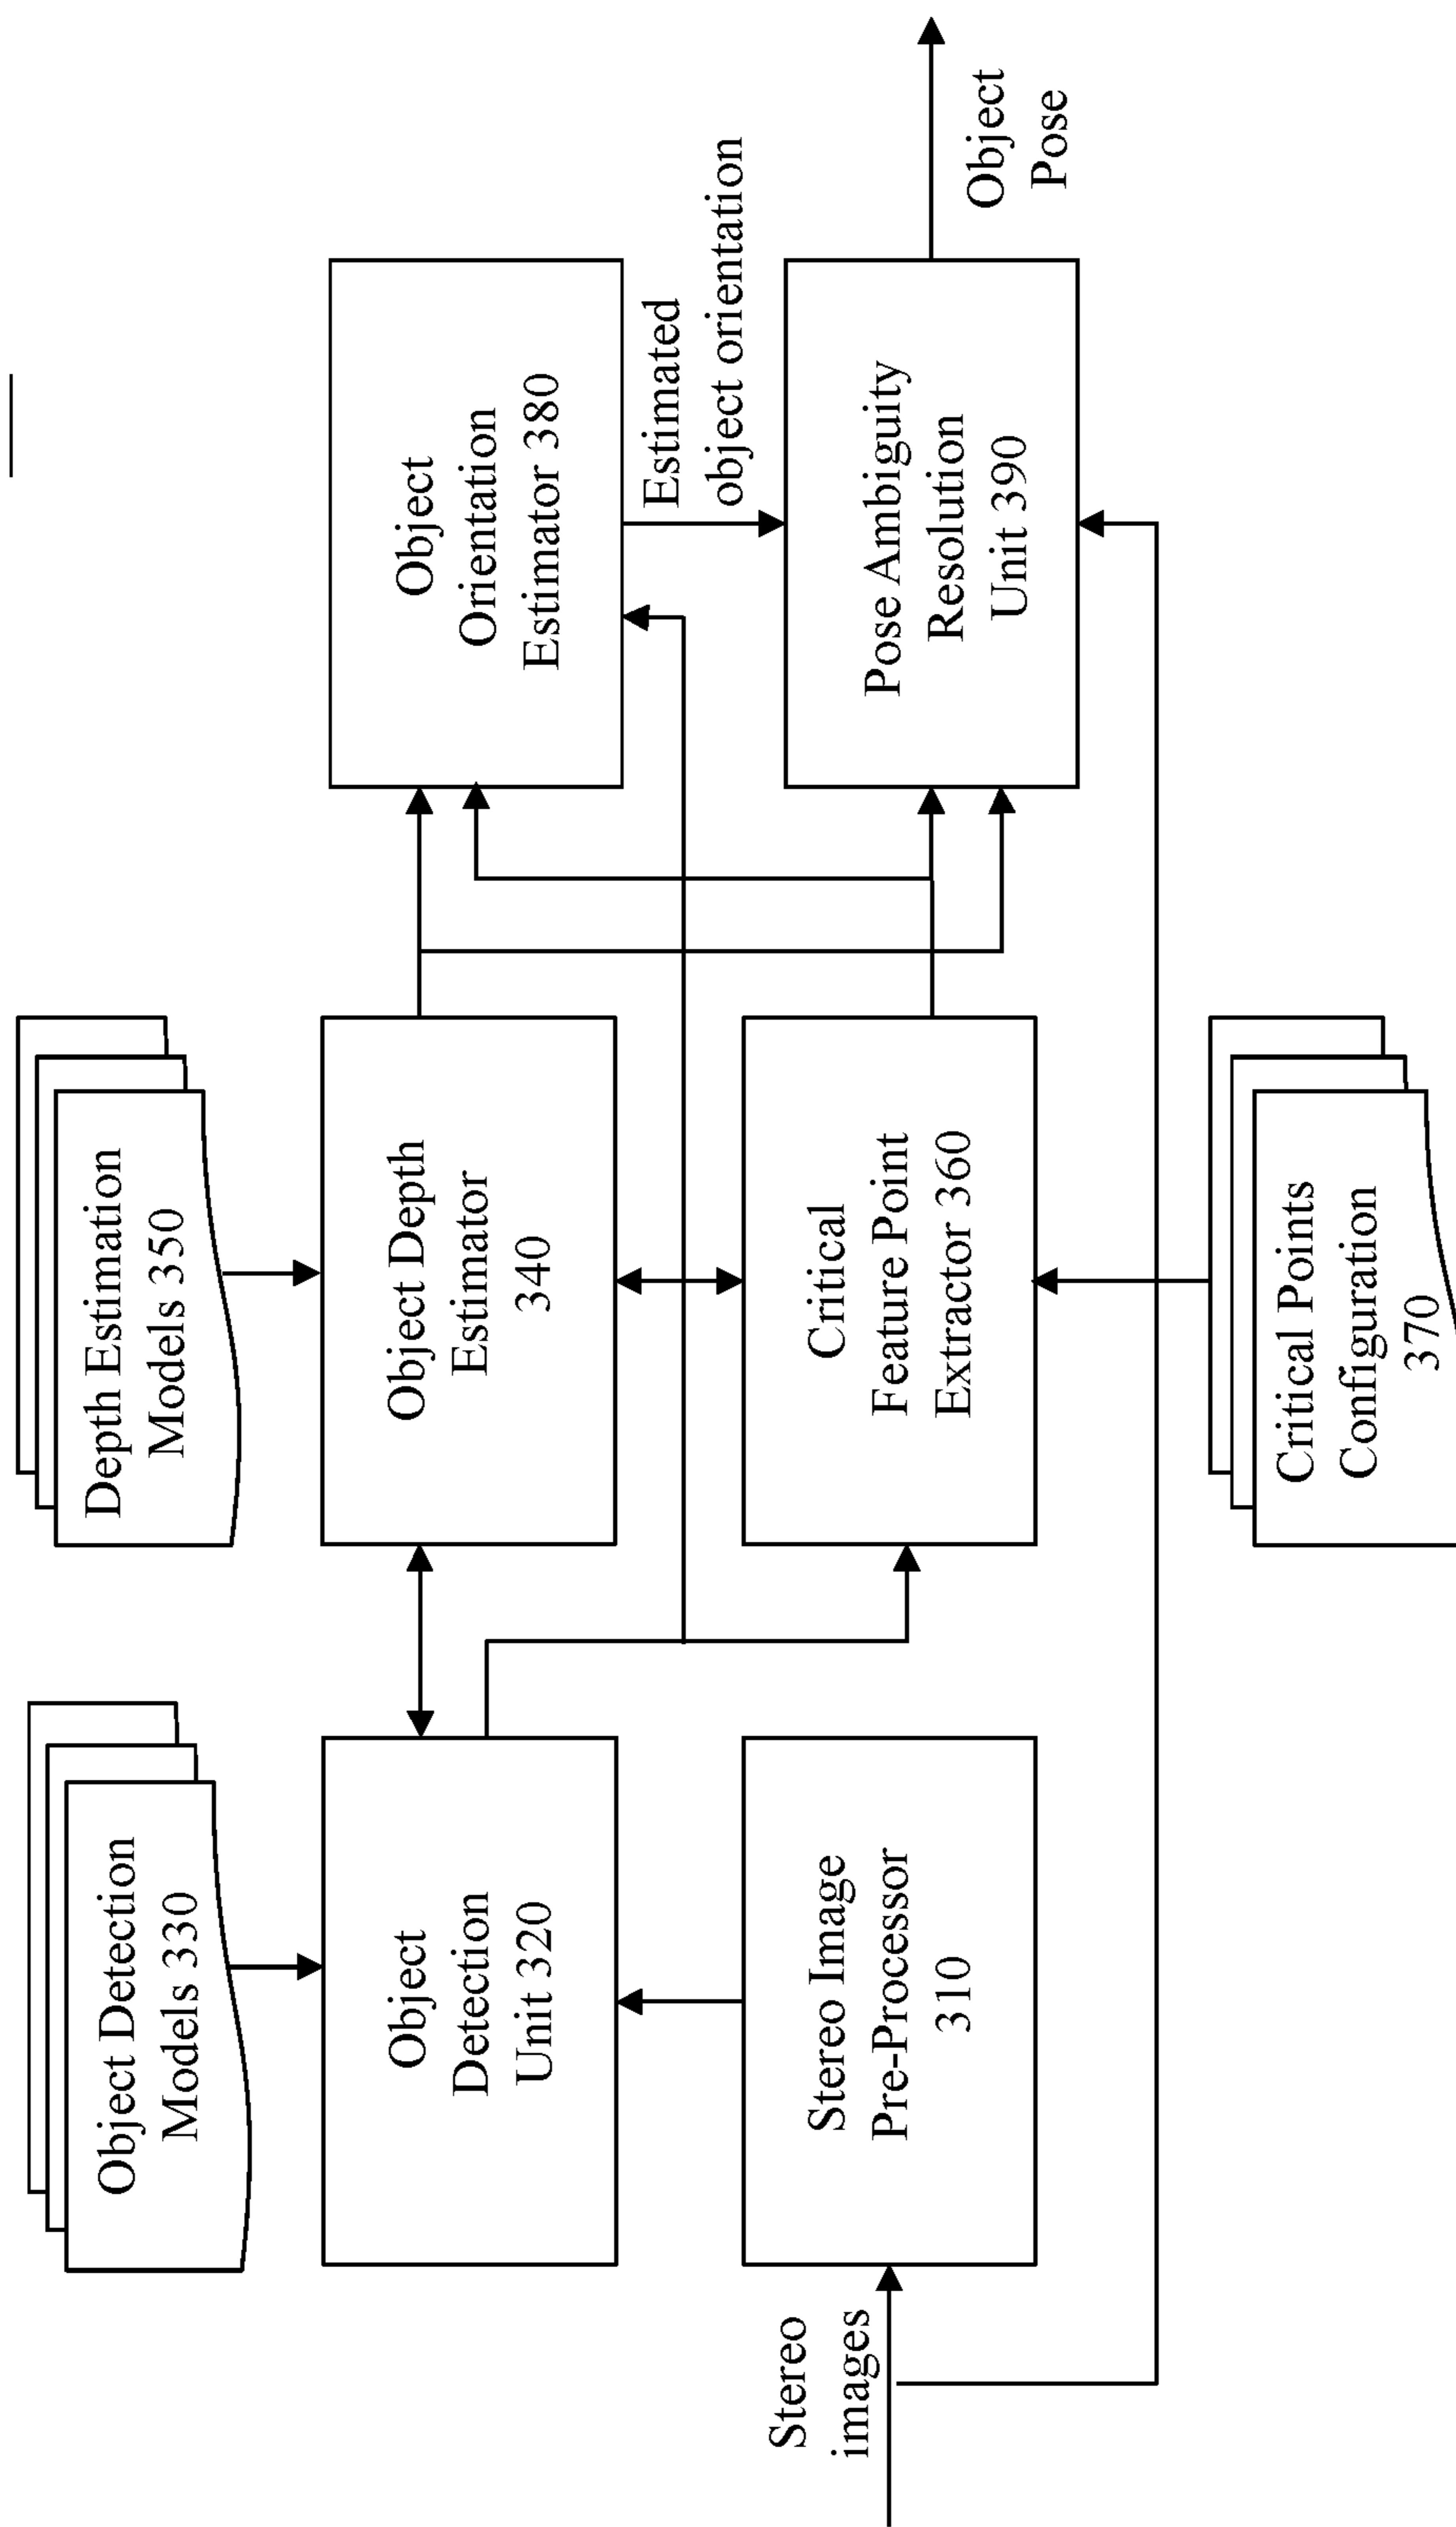 Object Detection
Models 330
Depth Estimation
Models 350
Object
Detection
Unit 320
Object Depth
Estimator
340
Object
Orientation
Estimator 380
Estimated
object orientation
Stereo
images
Stereo Image
Pre-Processor
310
Critical
Feature Point
Extractor 360
Pose Ambiguity
Resolution
Unit 390
Object
Pose
Critical Points
Configuration
370